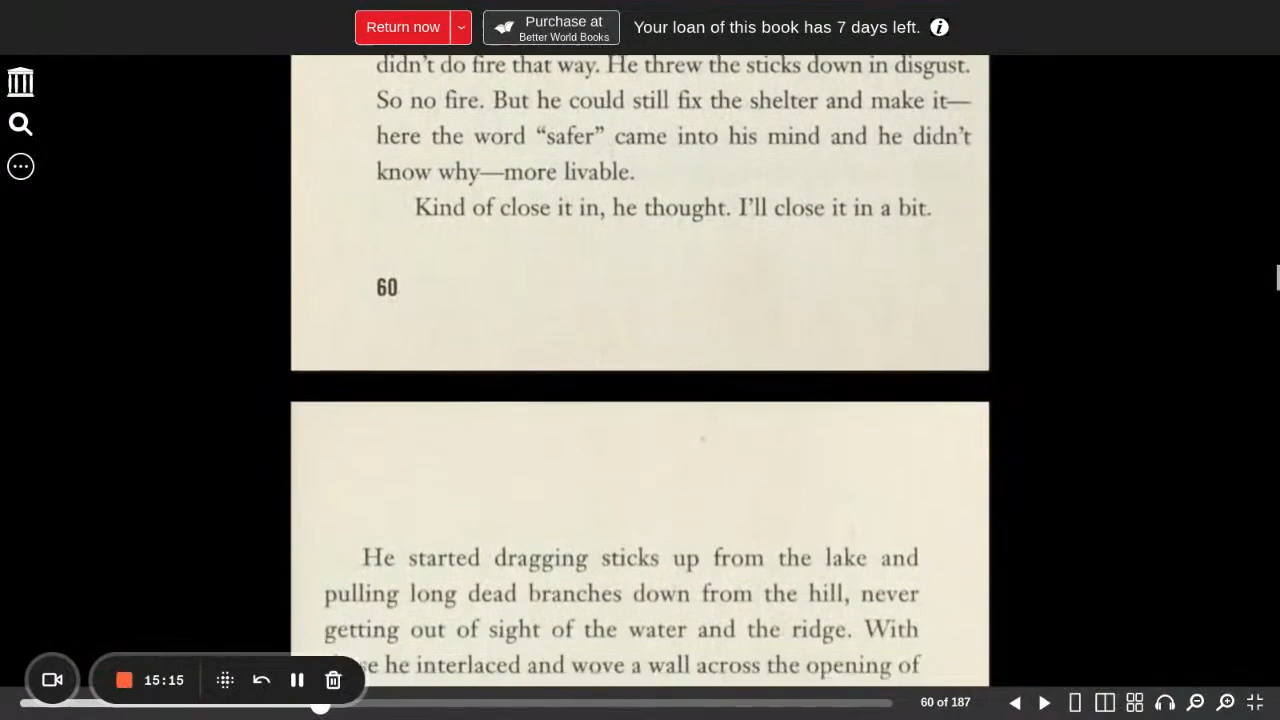 Return now
Purchase at
Better World Books
Your loan of this book has 7 days left.
didn't do fire that way. He threw the sticks down in disgust.
So no fire. But he could still fix the shelter and make it—
here the word “safer” came into his mind and he didn't
know why—more livable.
Kind of close it in, he thought. I'll close it in a bit.
60
He started dragging sticks up from the lake and
pulling long dead branches down from the hill, never
getting out of sight of the water and the ridge. With
he interlaced and wove a wall across the opening of
15:15
60 of 187